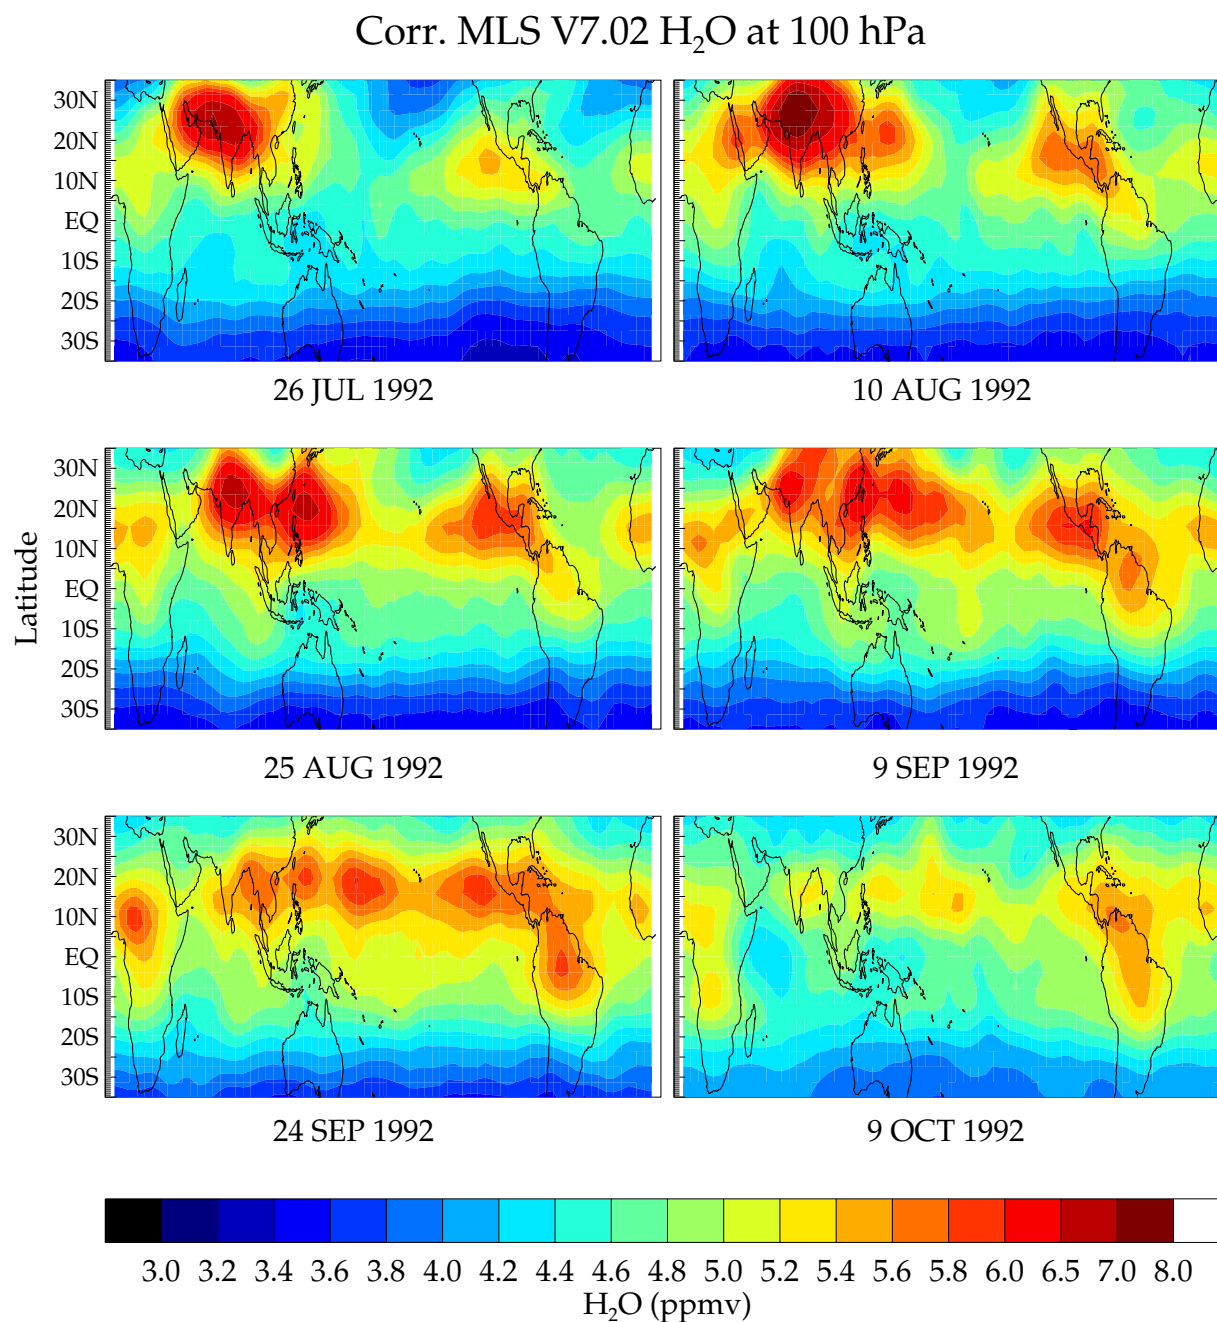 Corr. MLS V7.02 H₂O at 100 hPa
30N
20N
10N
EQ
10S
20S
30S
26 JUL 1992
10 AUG 1992
Latitude
30N
20N
10N
EQ
10S
20S
30S
25 AUG 1992
9 SEP 1992
30N
20N
10N
EQ
10S
20S
30S
24 SEP 1992
9 OCT 1992
3.0 3.2 3.4 3.6 3.8 4.0 4.2 4.4 4.6 4.8 5.0 5.2 5.4 5.6 5.8 6.0 6.5 7.0 8.0
H₂O (ppmv)